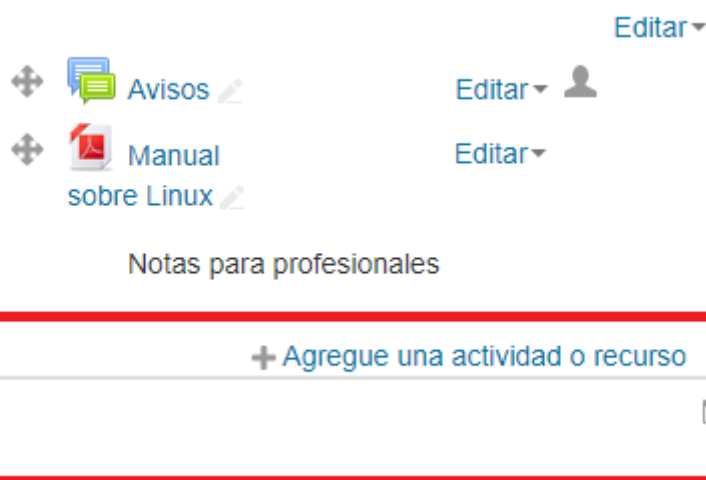 Editar
Avisos Editar
Manual Editar
sobre Linux
Notas para profesionales
Agregue una actividad o recurso